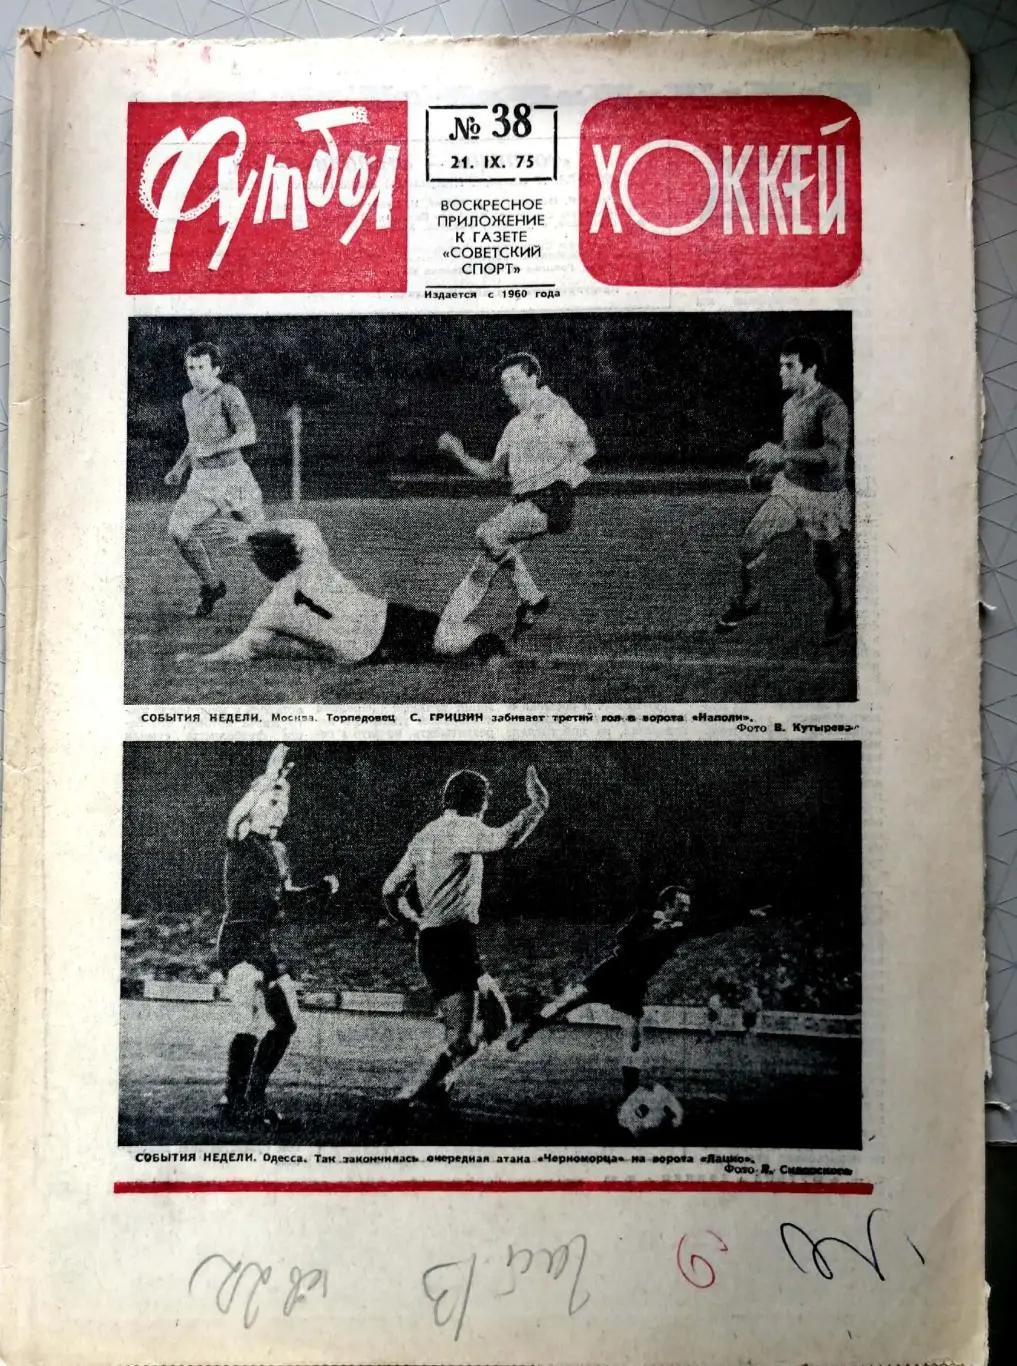 Футбол
№ 38
21. IX. 75
ВОСКРЕСНОЕ
ПРИЛОЖЕНИЕ
К ГАЗЕТЕ
«СОВЕТСКИЙ
СПОРТ»
Издается с 1960 года
ХОККЕЙ
1
СОБЫТИЯ НЕДЕЛИ. Москва. Торпедовец С. ГРИШИН забивает третий гол в ворота «Наполи».
Фото В. Кутырева
СОБЫТИЯ НЕДЕЛИ. Одесса. Так закончилась очередная атака «Черноморца» на ворота «Лацио».
Фото